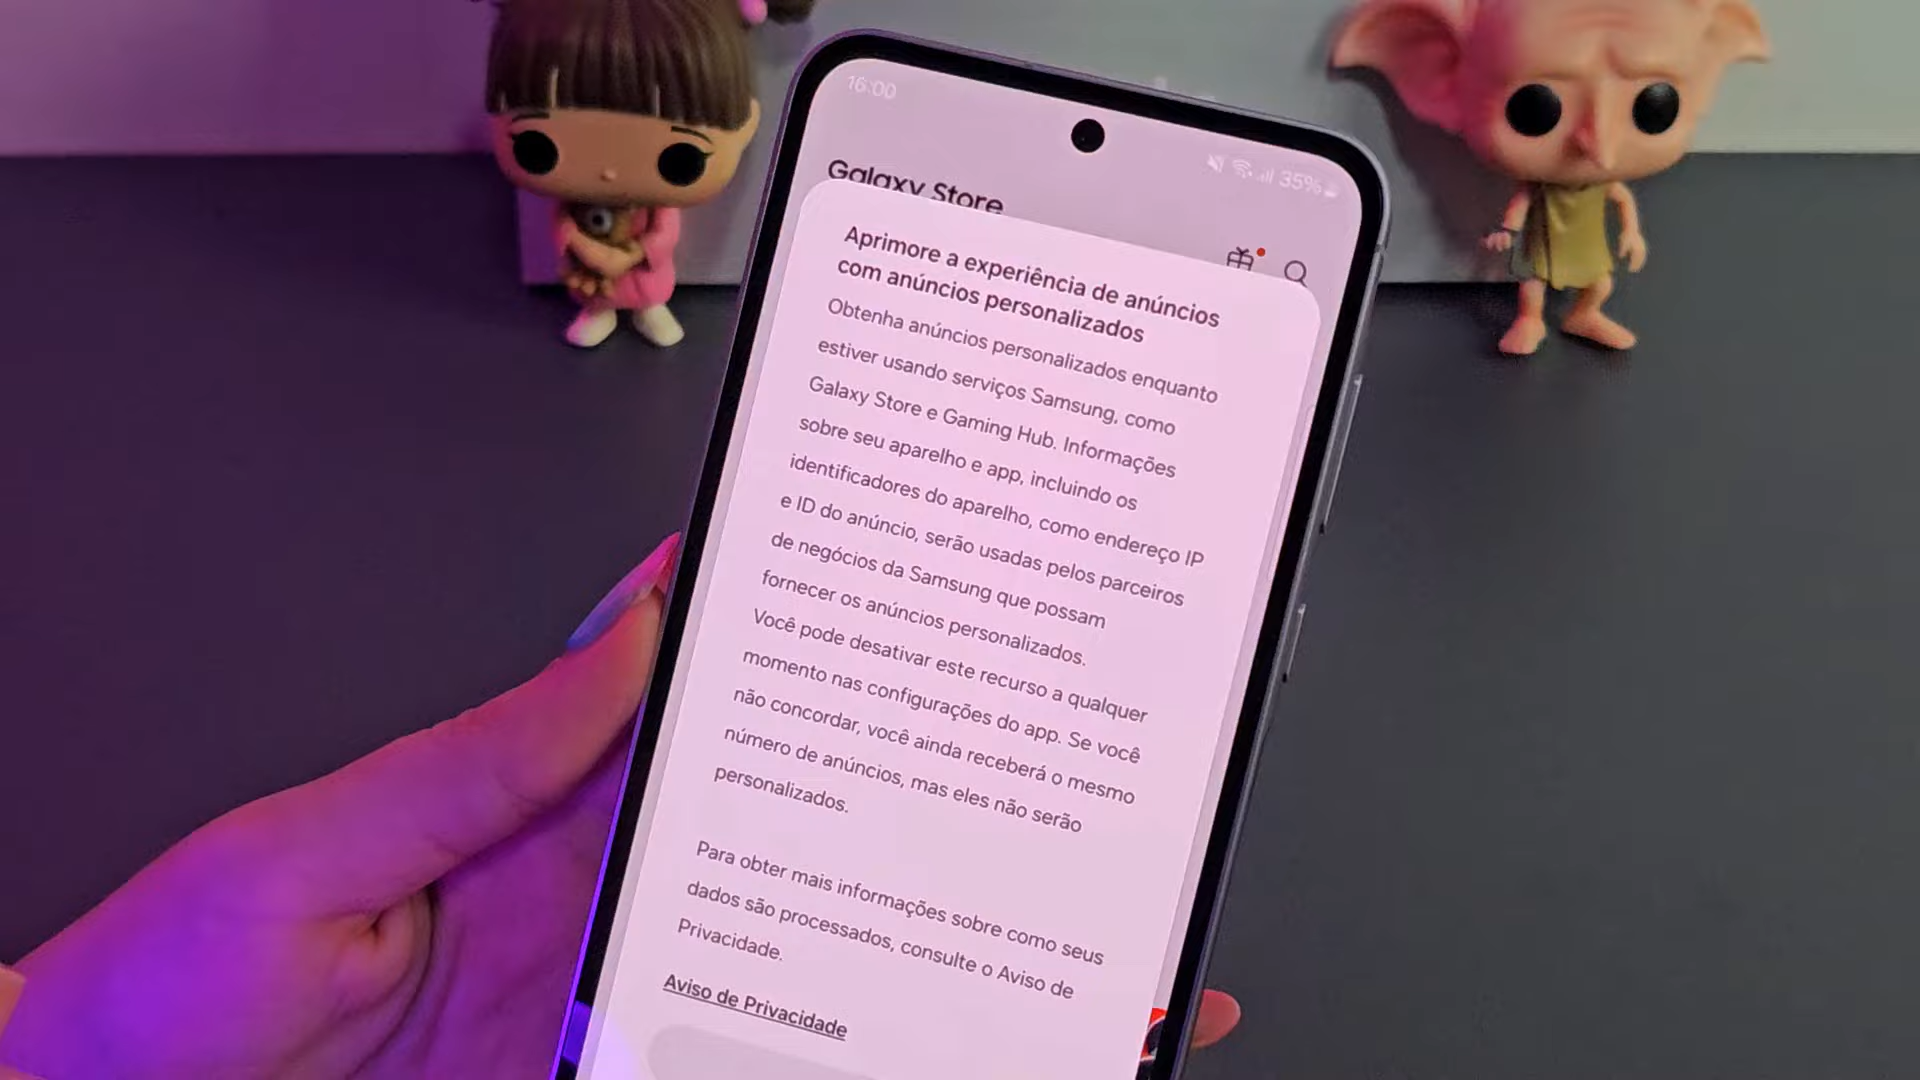 16:00
35%
Galaxy Store
Aprimore a experiência de anúncios
com anúncios personalizados
Obtenha anúncios personalizados enquanto
estiver usando serviços Samsung, como
Galaxy Store e Gaming Hub. Informações
sobre seu aparelho e app, incluindo os
identificadores do aparelho, como endereço IP
e ID do anúncio, serão usadas pelos parceiros
de negócios da Samsung que possam
fornecer os anúncios personalizados.
Você pode desativar este recurso a qualquer
momento nas configurações do app. Se você
não concordar, você ainda receberá o mesmo
número de anúncios, mas eles não serão
personalizados.
Para obter mais informações sobre como seus
dados são processados, consulte o Aviso de
Privacidade.
Aviso de Privacidade